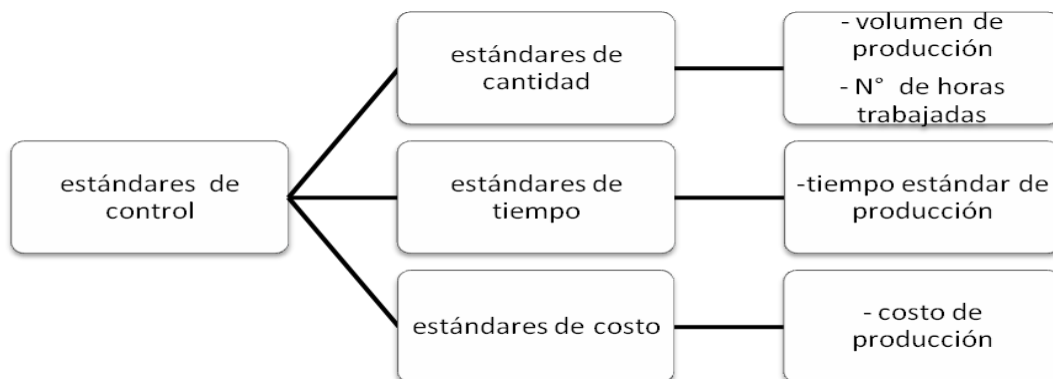 estándares de
control
estándares de
cantidad
- volumen de
producción
- N° de horas
trabajadas
estándares de
tiempo
-tiempo estándar de
producción
estándares de costo
- costo de
producción